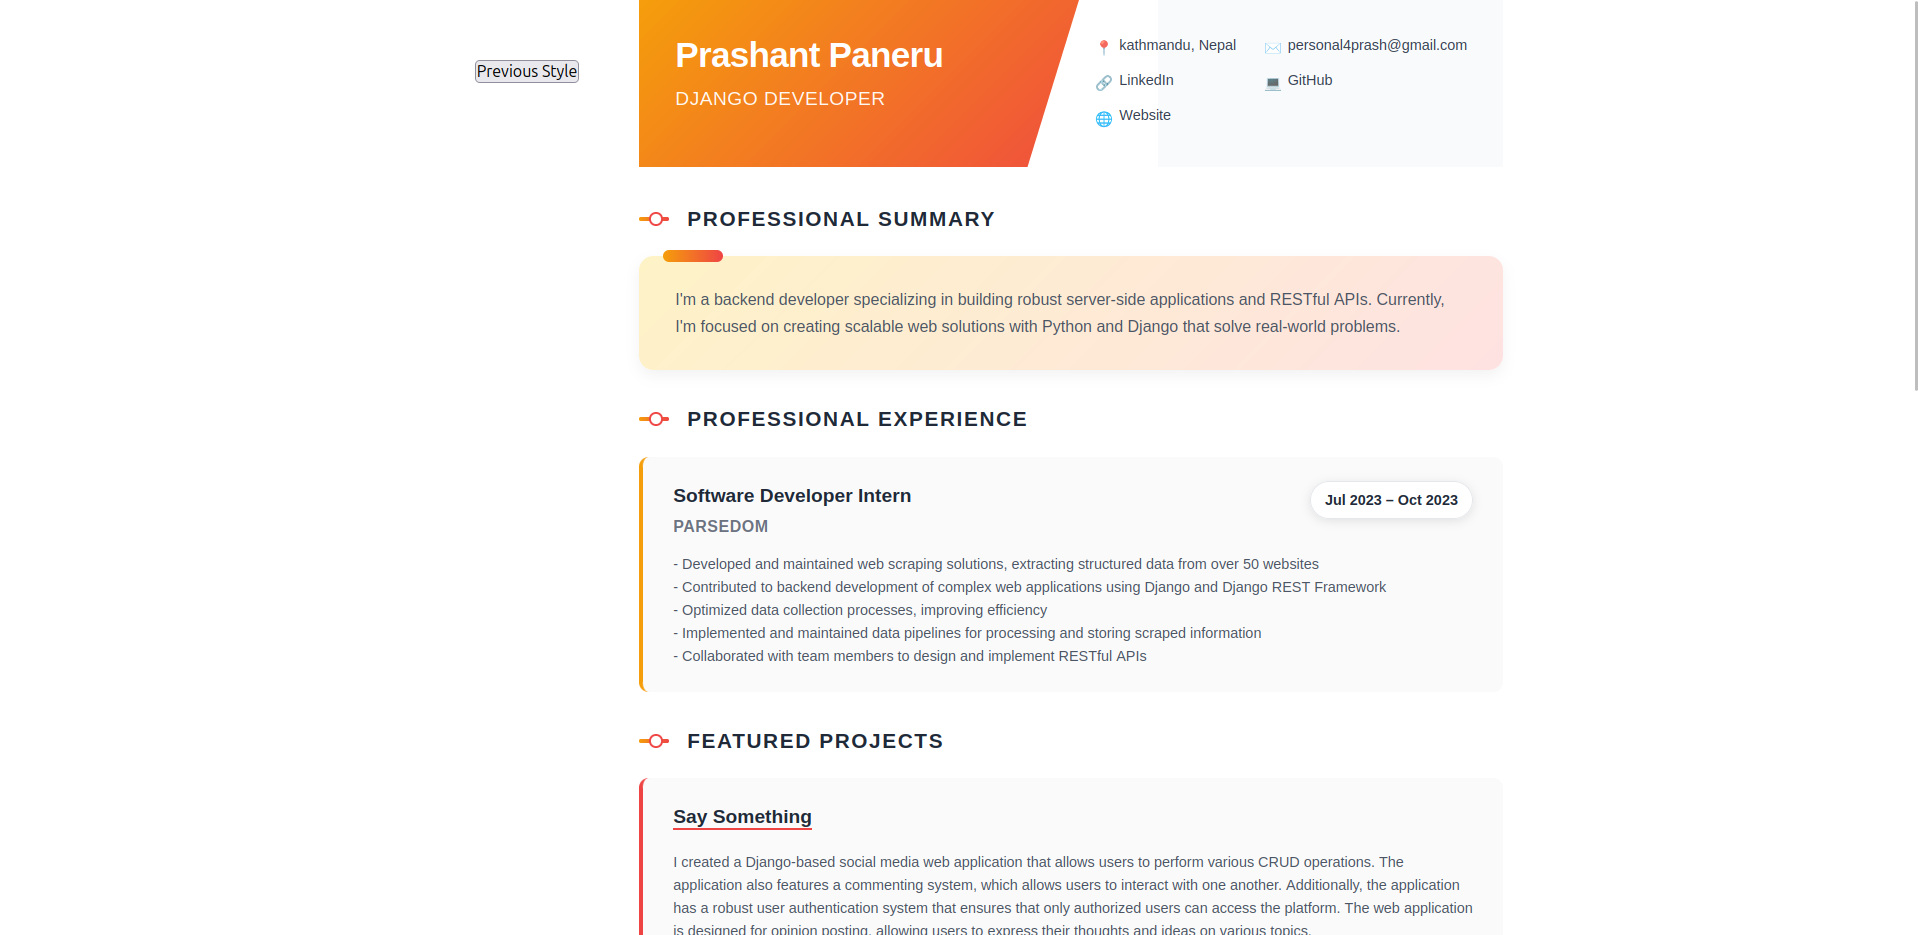 Previous Style
Prashant Paneru
DJANGO DEVELOPER
kathmandu, Nepal
personal4prash@gmail.com
LinkedIn
GitHub
Website
PROFESSIONAL SUMMARY
I'm a backend developer specializing in building robust server-side applications and RESTful APIs. Currently,
I'm focused on creating scalable web solutions with Python and Django that solve real-world problems.
PROFESSIONAL EXPERIENCE
Software Developer Intern
Jul 2023 – Oct 2023
PARSEDOM
- Developed and maintained web scraping solutions, extracting structured data from over 50 websites
- Contributed to backend development of complex web applications using Django and Django REST Framework
- Optimized data collection processes, improving efficiency
- Implemented and maintained data pipelines for processing and storing scraped information
- Collaborated with team members to design and implement RESTful APIs
FEATURED PROJECTS
Say Something
I created a Django-based social media web application that allows users to perform various CRUD operations. The
application also features a commenting system, which allows users to interact with one another. Additionally, the application
has a robust user authentication system that ensures that only authorized users can access the platform. The web application
is designed for opinion posting, allowing users to express their thoughts and ideas on various topics.